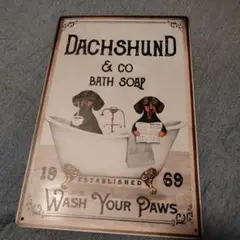 DACHSHUND
& CO
BATH SOAP
19 69
ESTABLISHED
WASH YOUR PAWS